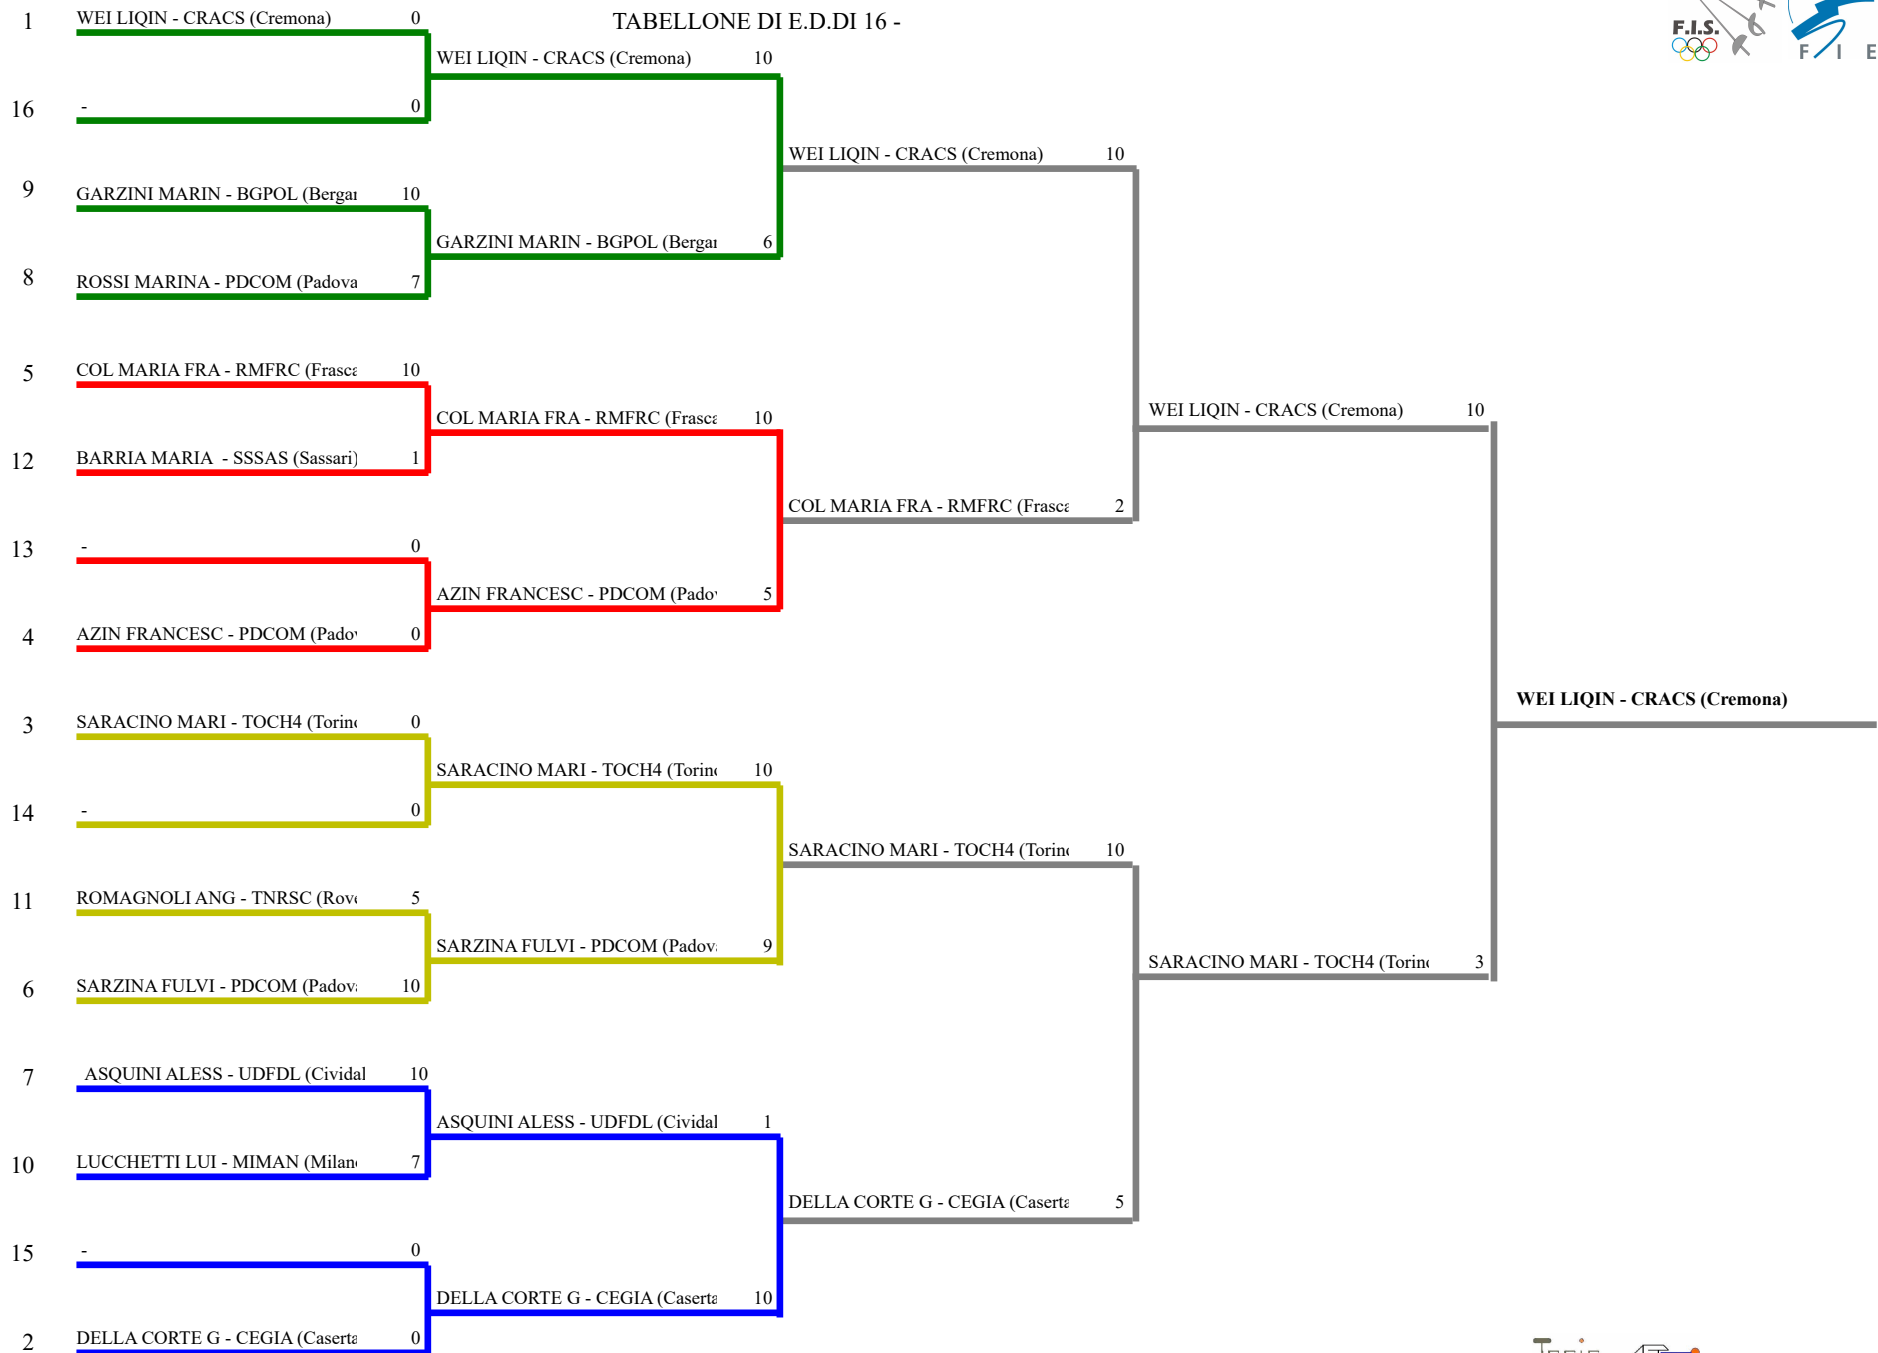 TABELLONE DI E.D.DI 16 -
F.I.S.
F I E
1 WEI LIQIN - CRACS (Cremona) 0
WEI LIQIN - CRACS (Cremona) 10
16 - 0
WEI LIQIN - CRACS (Cremona) 10
9 GARZINI MARIN - BGPOL (Bergar 10
GARZINI MARIN - BGPOL (Bergar 6
8 ROSSI MARINA - PDCOM (Padova 7
5 COL MARIA FRA - RMFRC (Frasca 10
COL MARIA FRA - RMFRC (Frasca 10
WEI LIQIN - CRACS (Cremona) 10
12 BARRIA MARIA - SSSAS (Sassari) 1
COL MARIA FRA - RMFRC (Frasca 2
13 - 0
AZIN FRANCESC - PDCOM (Pado 5
4 AZIN FRANCESC - PDCOM (Pado 0
WEI LIQIN - CRACS (Cremona)
3 SARACINO MARI - TOCH4 (Torin 0
SARACINO MARI - TOCH4 (Torin 10
14 - 0
SARACINO MARI - TOCH4 (Torin 10
11 ROMAGNOLI ANG - TNRSC (Rov 5
SARZINA FULVI - PDCOM (Padov 9
SARACINO MARI - TOCH4 (Torin 3
6 SARZINA FULVI - PDCOM (Padov 10
7 ASQUINI ALESS - UDFDL (Cividal 10
ASQUINI ALESS - UDFDL (Cividal 1
10 LUCCHETTI LUI - MIMAN (Milan 7
DELLA CORTE G - CEGIA (Caserta 5
15 - 0
DELLA CORTE G - CEGIA (Caserta 10
2 DELLA CORTE G - CEGIA (Caserta 0